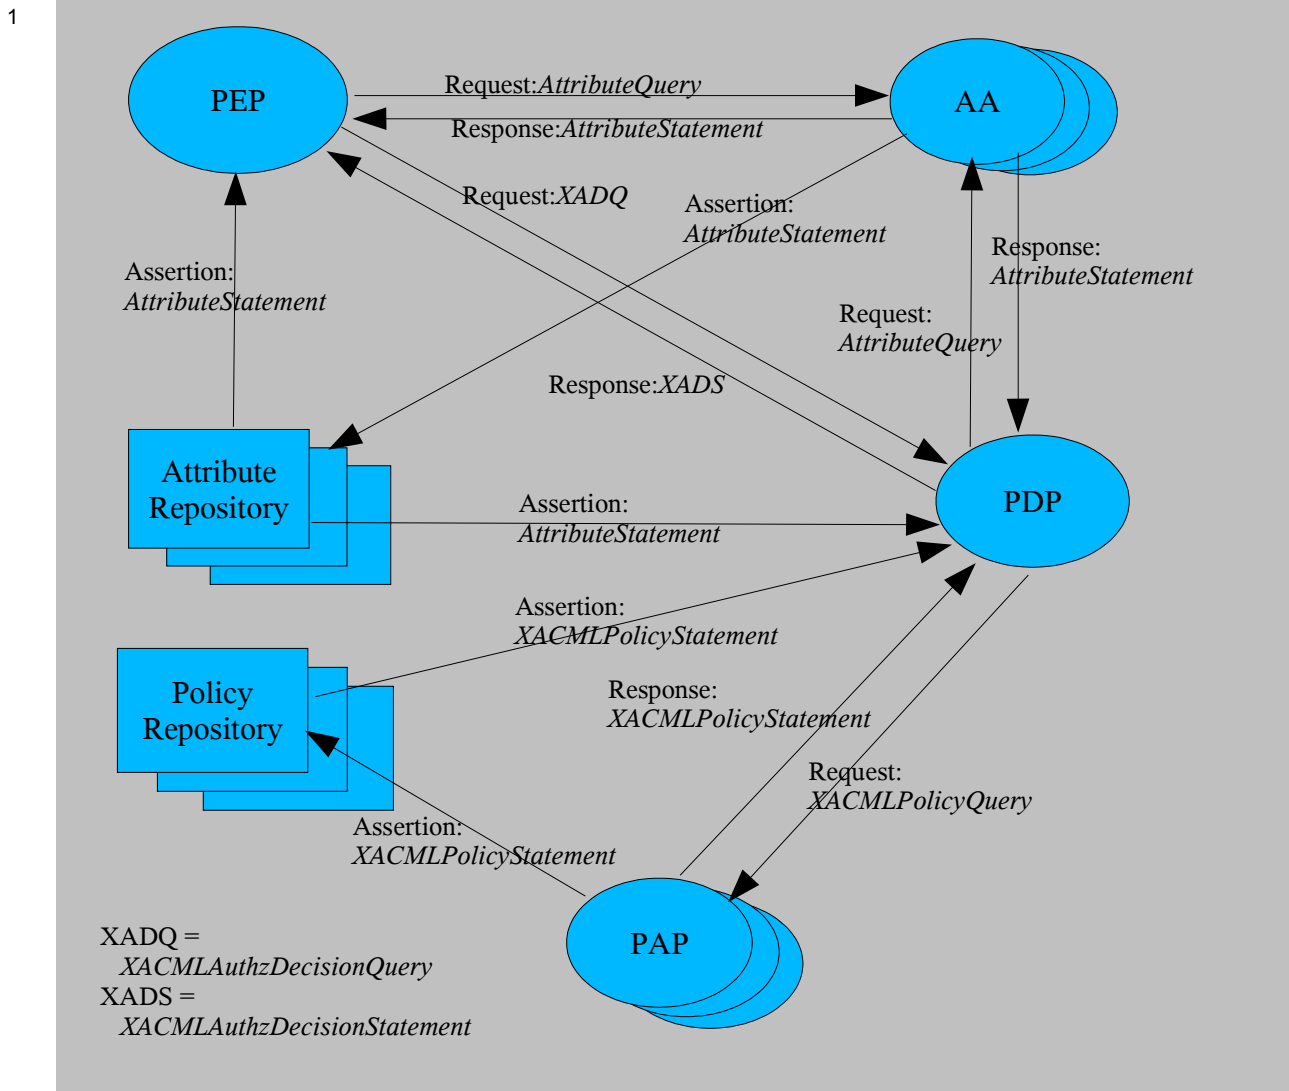 1
PEP
Request:AttributeQuery
AA
Response:AttributeStatement
Request:XADQ
Assertion:
AttributeStatement
Response:
AttributeStatement
Assertion:
AttributeStatement
Request:
AttributeQuery
Response:XADS
Attribute
Repository
Assertion:
AttributeStatement
PDP
Assertion:
XACMLPolicyStatement
Policy
Repository
Response:
XACMLPolicyStatement
Request:
XACMLPolicyQuery
Assertion:
XACMLPolicyStatement
PAP
XADQ =
XACMLAuthzDecisionQuery
XADS =
XACMLAuthzDecisionStatement